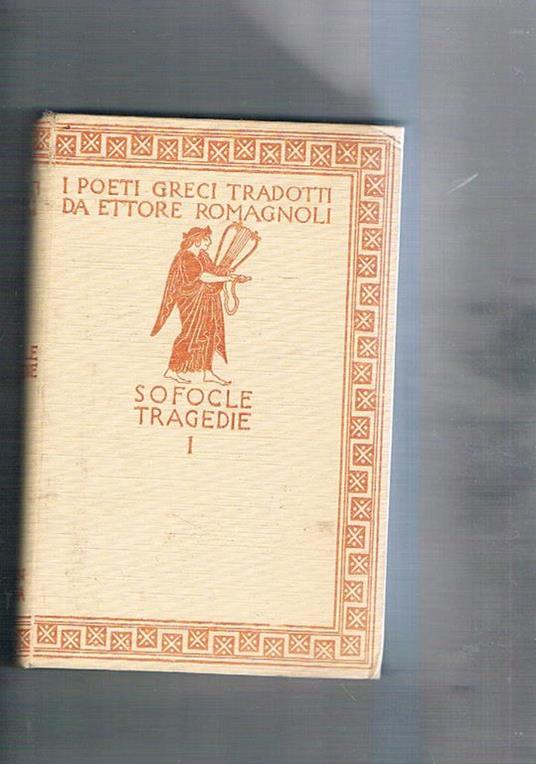 I POETI GRECI TRADOTTI
DA ETTORE ROMAGNOLI
SOFOCLE
TRAGEDIE
I